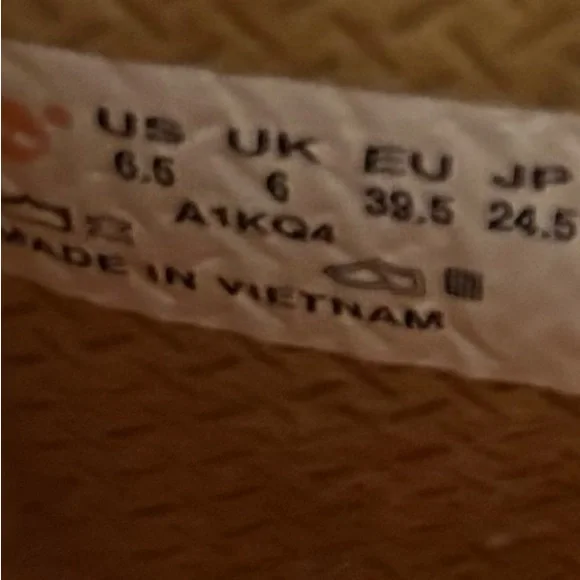 US UK EU JP
6.5 6 39.5 24.5
A1KQ4
MADE IN VIETNAM